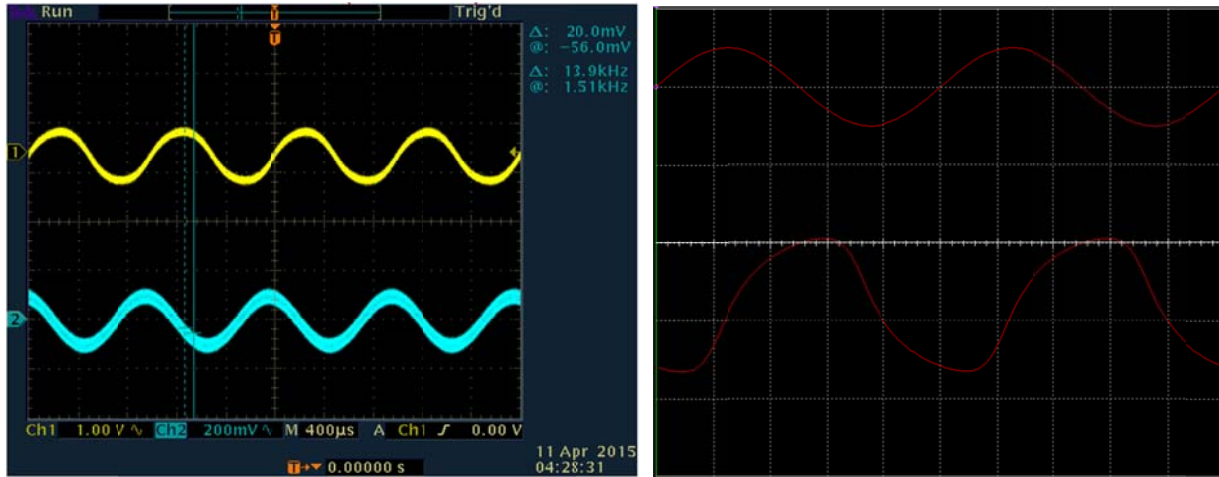 Run Trig'd
T
T
Δ: 20.0mV
@: −56.0mV
Δ: 13.9kHz
@: 1.51kHz
1
2
Ch1 1.00 V ∿ Ch2 200mV ∿ M 400µs A Ch1 ʃ 0.00 V
T→▼ 0.00000 s
11 Apr 2015
04:28:31